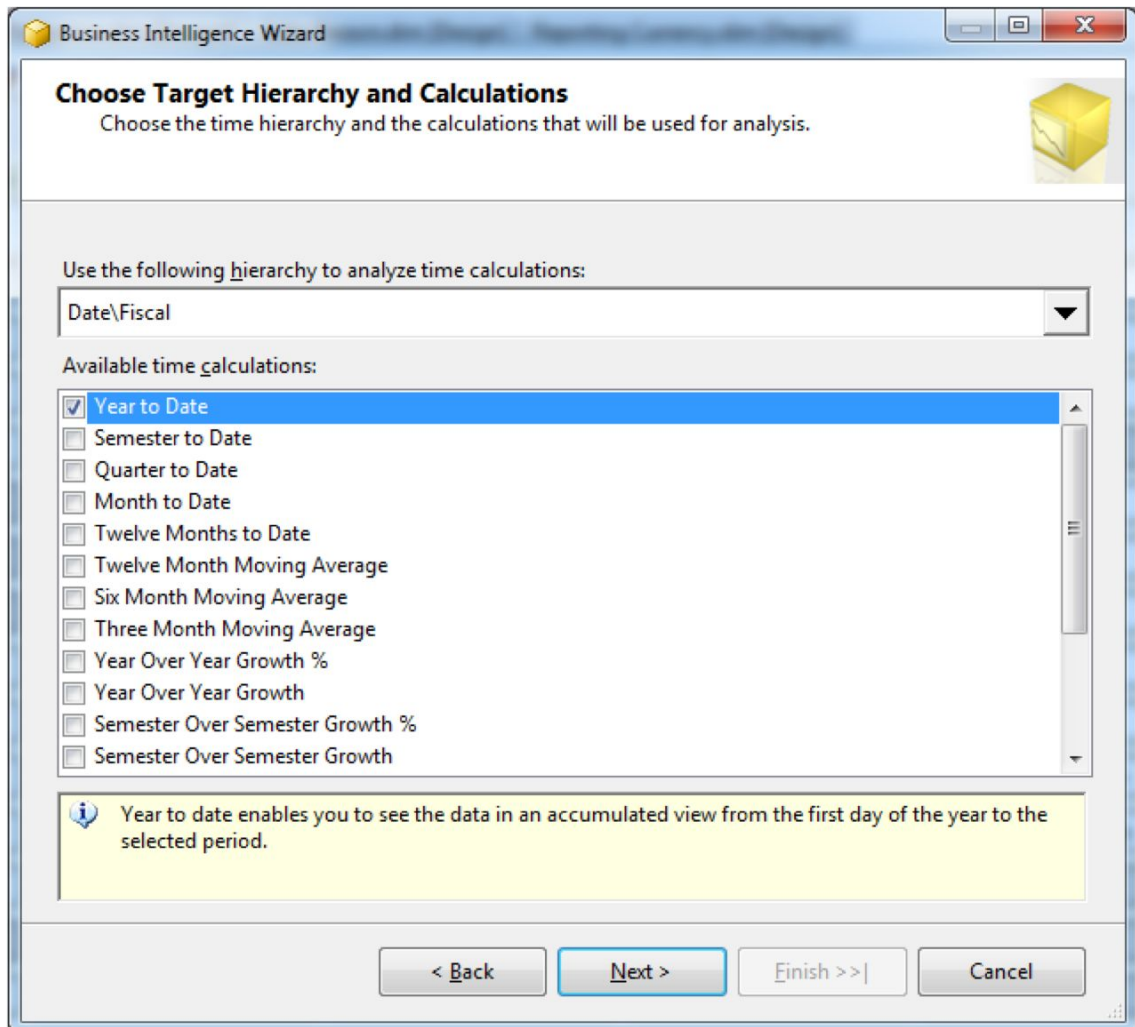 Business Intelligence Wizard
Choose Target Hierarchy and Calculations
Choose the time hierarchy and the calculations that will be used for analysis.
Use the following hierarchy to analyze time calculations:
Date\Fiscal
Available time calculations:
Year to Date
Semester to Date
Quarter to Date
Month to Date
Twelve Months to Date
Twelve Month Moving Average
Six Month Moving Average
Three Month Moving Average
Year Over Year Growth %
Year Over Year Growth
Semester Over Semester Growth %
Semester Over Semester Growth
Year to date enables you to see the data in an accumulated view from the first day of the year to the
selected period.
< Back Next > Finish >>| Cancel